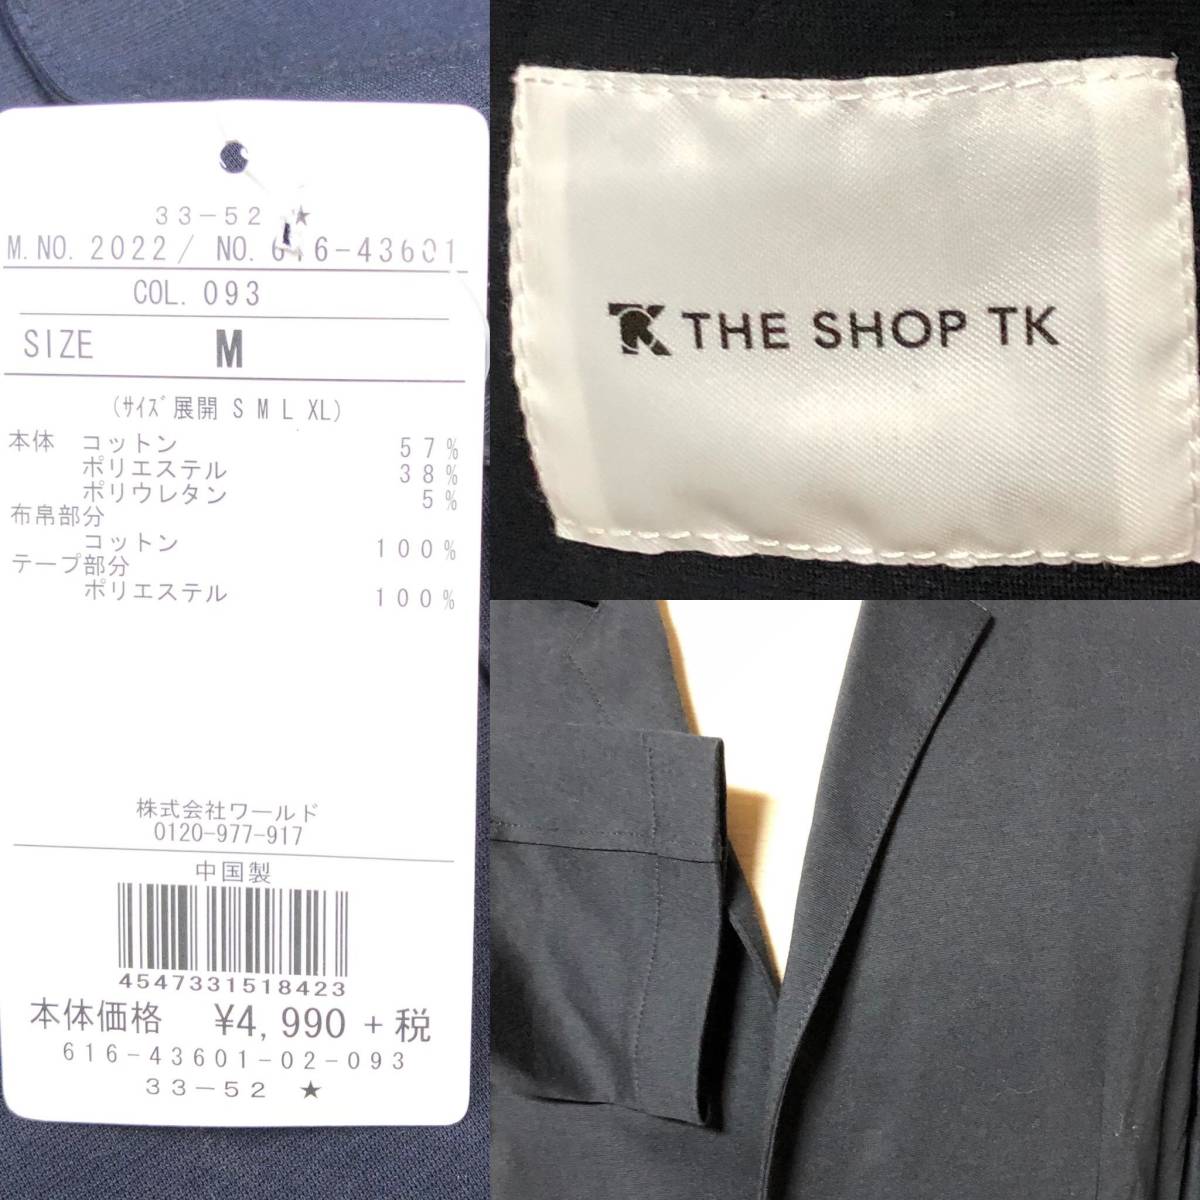 33-52 ★
M.NO. 2022/ NO. 616-43601
COL. 093
SIZE M
(ｻｲｽﾞ展開 S M L XL)
本体 コットン 57%
ポリエステル 38%
ポリウレタン 5%
布帛部分
コットン 100%
テープ部分
ポリエステル 100%
株式会社ワールド
0120-977-917
中国製
4547331518423
本体価格 ¥4,990 +税
616-43601-02-093
33-52 ★
TK THE SHOP TK